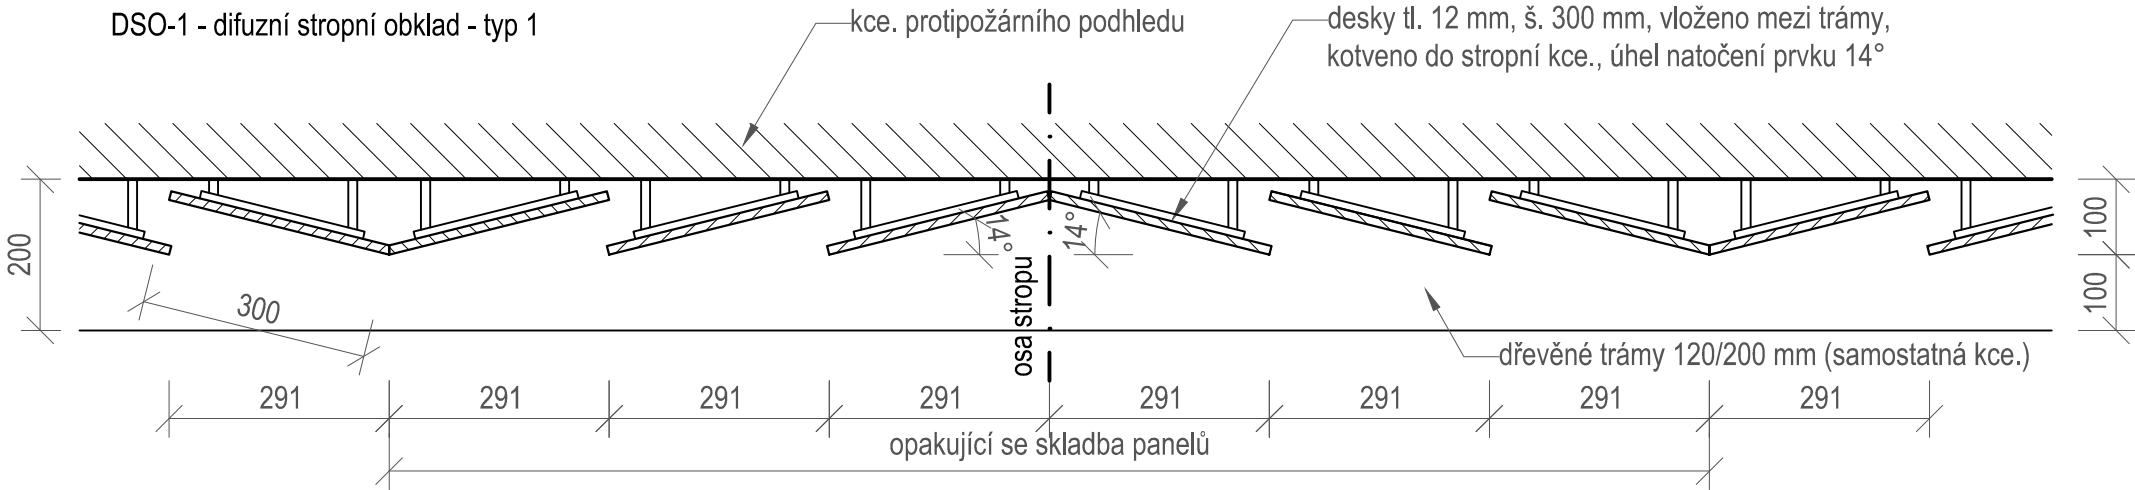 DSO-1 - difuzní stropní obklad - typ 1
kce. protipožárního podhledu
desky tl. 12 mm, š. 300 mm, vloženo mezi trámy,
kotveno do stropní kce., úhel natočení prvku 14°
200
100
100
14°
14°
300
osa stropu
dřevěné trámy 120/200 mm (samostatná kce.)
291
291
291
291
291
291
291
291
opakující se skladba panelů